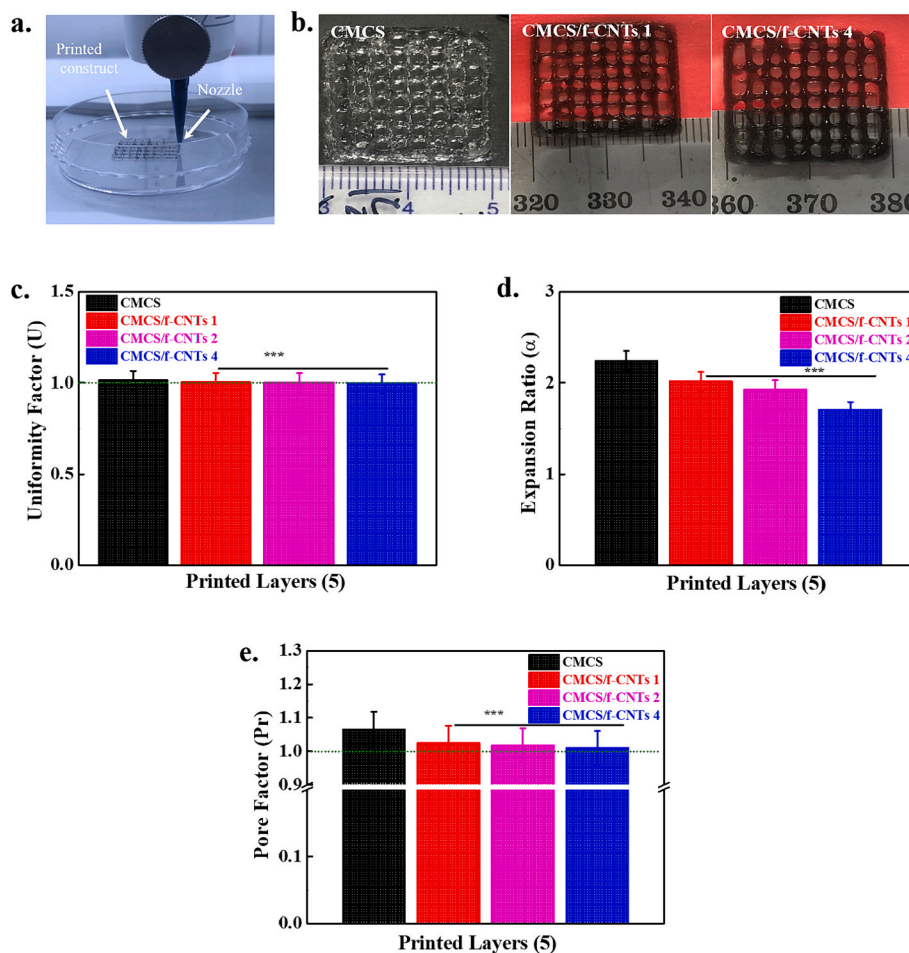 a.
Printed
construct
Nozzle
b.
CMCS
CMCS/f-CNTs 1
CMCS/f-CNTs 4
3
4
5
320 330 340
360 370 380
c.
Uniformity Factor (U)
1.5
1.0
0.5
0.0
CMCS
CMCS/f-CNTs 1
CMCS/f-CNTs 2
CMCS/f-CNTs 4
***
Printed Layers (5)
d.
Expansion Ratio (α)
3
2
1
0
CMCS
CMCS/f-CNTs 1
CMCS/f-CNTs 2
CMCS/f-CNTs 4
***
Printed Layers (5)
e.
Pore Factor (Pr)
1.3
1.2
1.1
1.0
0.9
0.1
0.0
CMCS
CMCS/f-CNTs 1
CMCS/f-CNTs 2
CMCS/f-CNTs 4
***
Printed Layers (5)